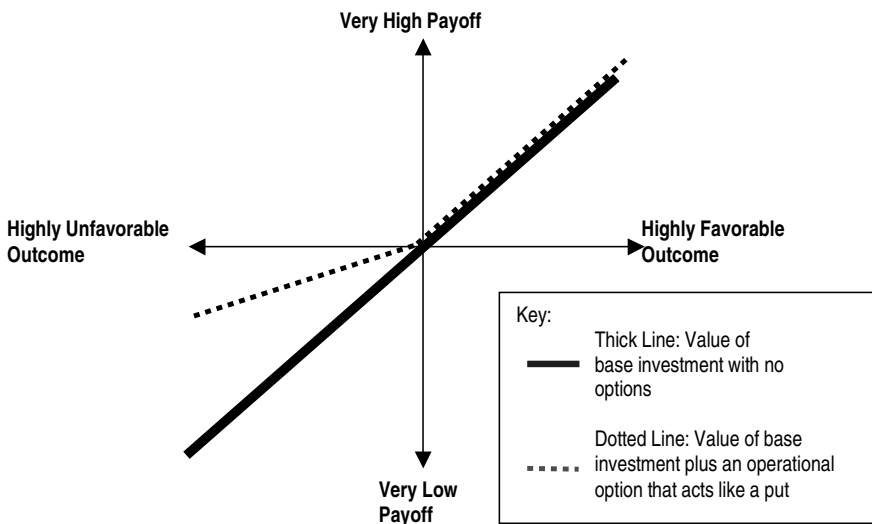 Very High Payoff
Highly Unfavorable
Outcome
Highly Favorable
Outcome
Key:
Thick Line: Value of
base investment with no
options
Dotted Line: Value of base
investment plus an operational
option that acts like a put
Very Low
Payoff